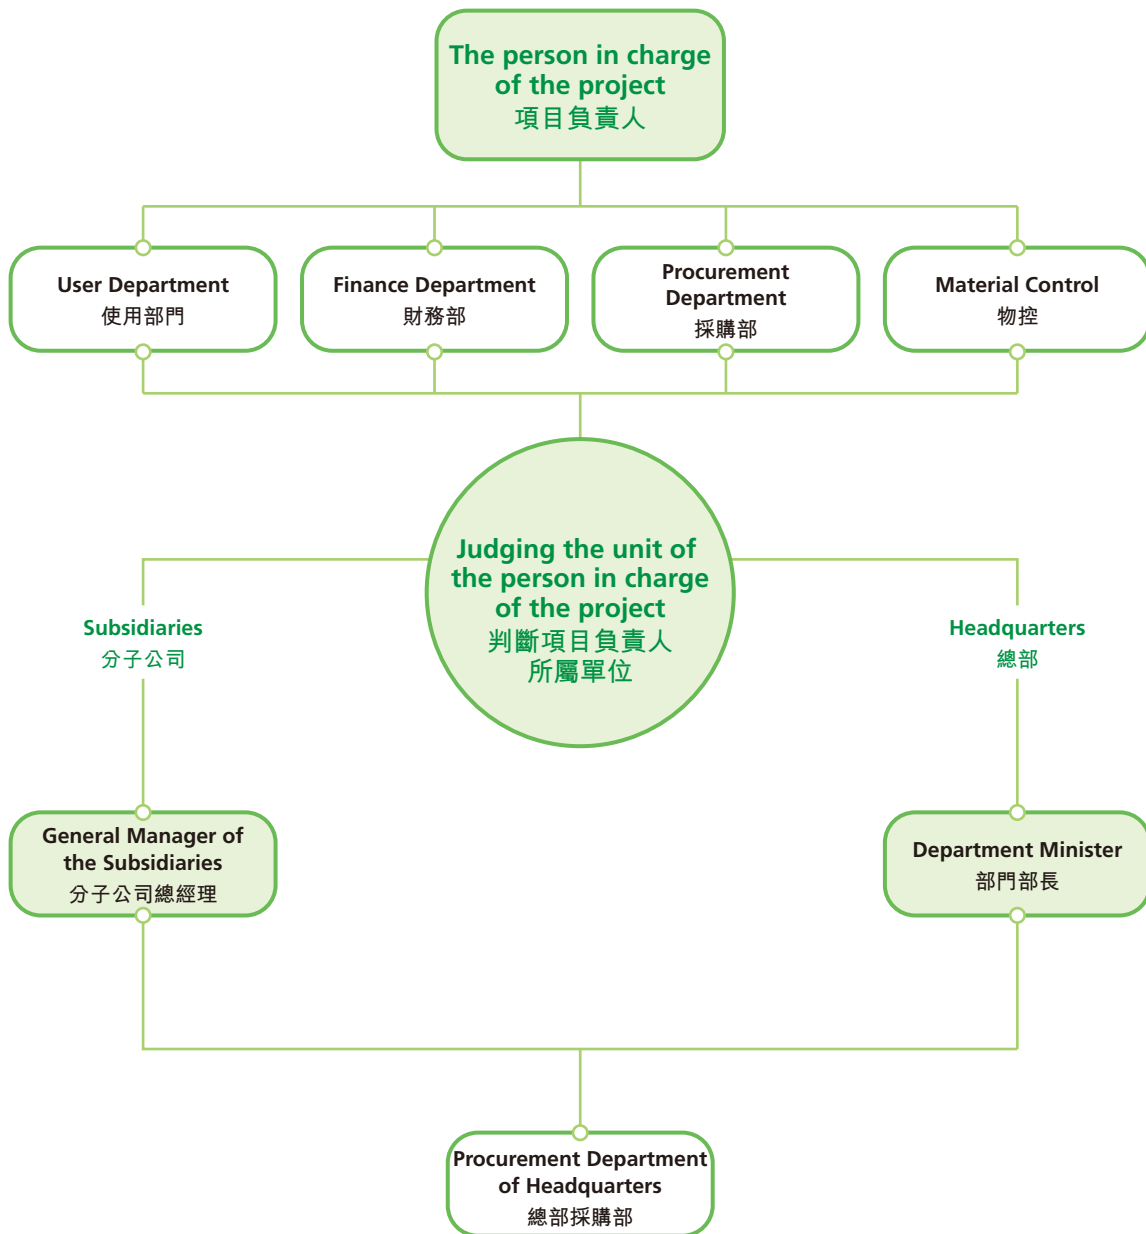 The person in charge
of the project
項目負責人
User Department
使用部門
Finance Department
財務部
Procurement
Department
採購部
Material Control
物控
Judging the unit of
the person in charge
of the project
判斷項目負責人
所屬單位
Subsidiaries
分子公司
Headquarters
總部
General Manager of
the Subsidiaries
分子公司總經理
Department Minister
部門部長
Procurement Department
of Headquarters
總部採購部